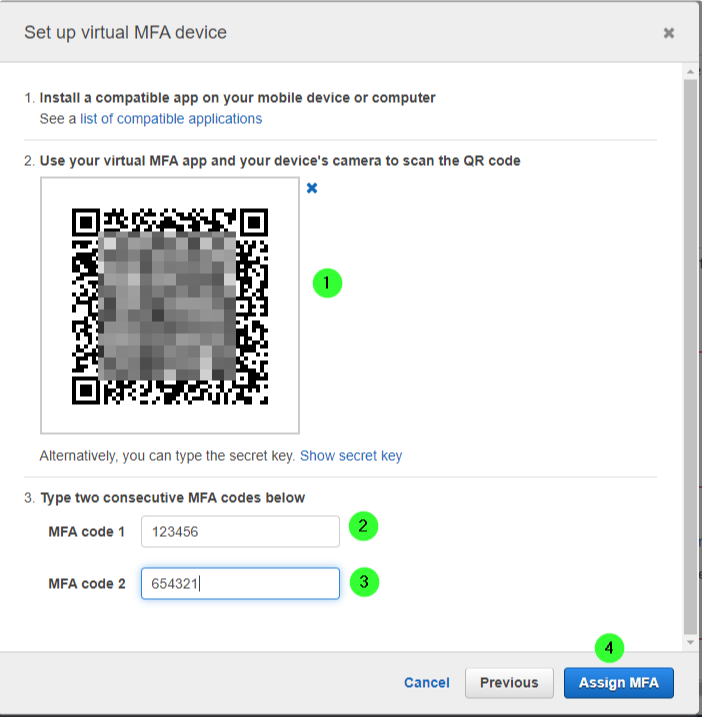 Set up virtual MFA device
1. Install a compatible app on your mobile device or computer
See a list of compatible applications
2. Use your virtual MFA app and your device's camera to scan the QR code
1
Alternatively, you can type the secret key. Show secret key
3. Type two consecutive MFA codes below
MFA code 1 123456 2
MFA code 2 654321 3
4
Cancel Previous Assign MFA